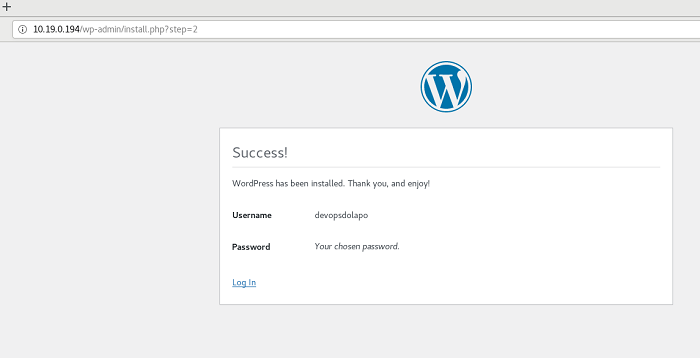 10.19.0.194/wp-admin/install.php?step=2
Success!
WordPress has been installed. Thank you, and enjoy!
Username devopsdolapo
Password Your chosen password.
Log In